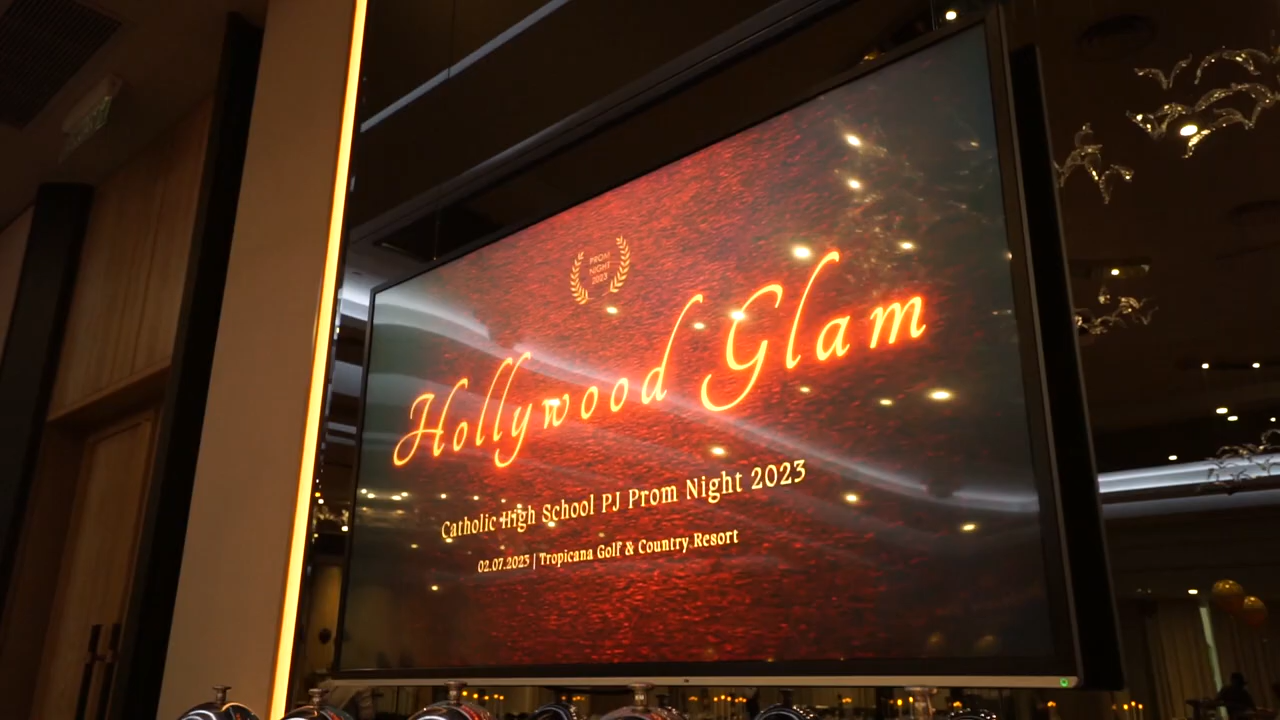 PROM
NIGHT
2023
Hollywood Glam
Catholic High School PJ Prom Night 2023
02.07.2023 | Tropicana Golf & Country Resort